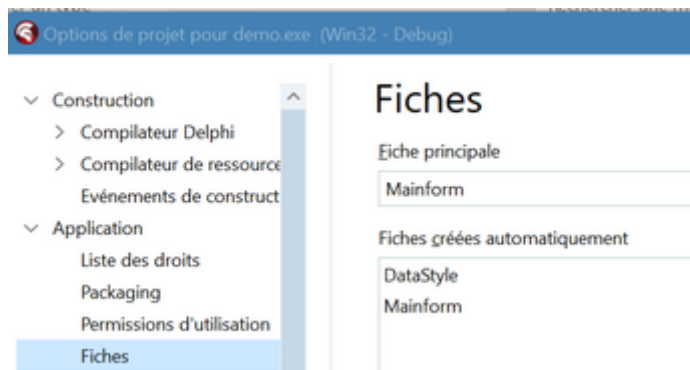 Options de projet pour demo.exe (Win32 - Debug)
Construction
Compilateur Delphi
Compilateur de ressource
Evénements de construct
Application
Liste des droits
Packaging
Permissions d'utilisation
Fiches
Fiches
Fiche principale
Mainform
Fiches créées automatiquement
DataStyle
Mainform